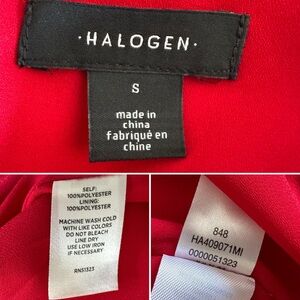 · HALOGEN ·
S
made in
china
fabriqué en
chine
SELF:
100%POLYESTER
LINING:
100%POLYESTER
MACHINE WASH COLD
WITH LIKE COLORS
DO NOT BLEACH
LINE DRY
USE LOW IRON
IF NECESSARY
RN51323
848
HA409071MI
0000051323